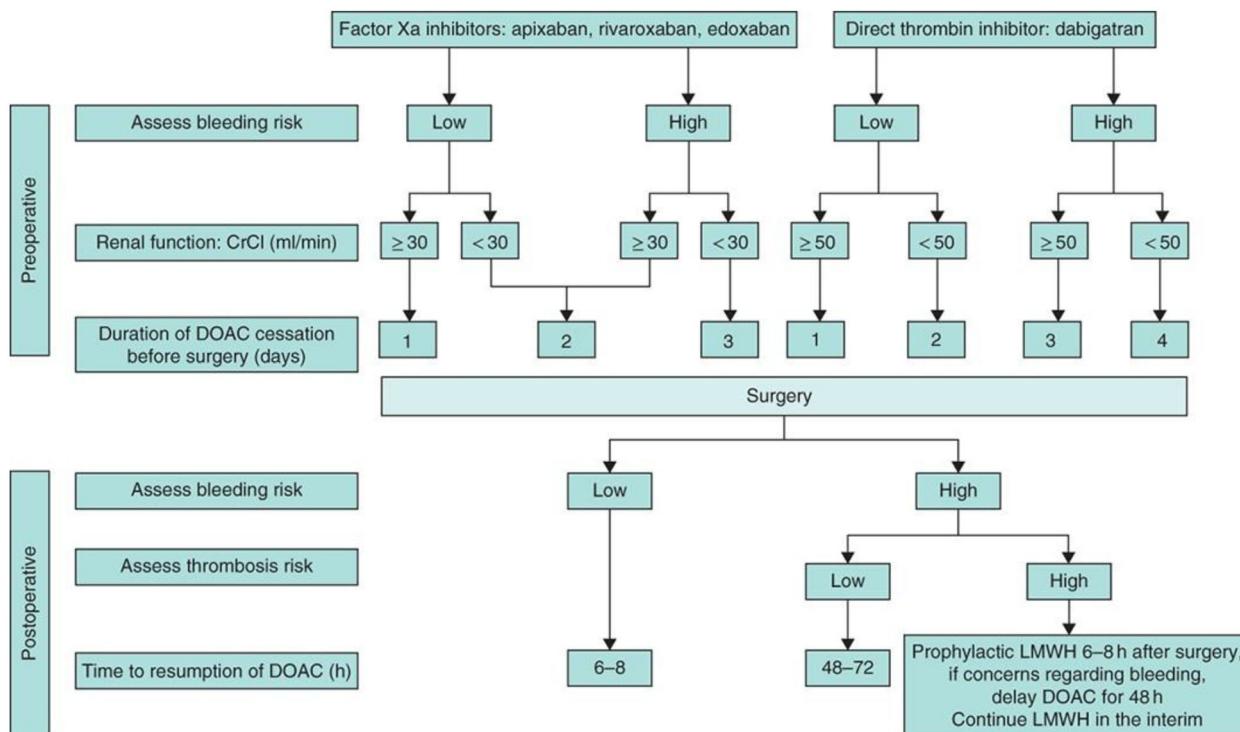 Factor Xa inhibitors: apixaban, rivaroxaban, edoxaban
Direct thrombin inhibitor: dabigatran
Preoperative
Assess bleeding risk
Low
High
Low
High
Renal function: CrCl (ml/min)
≥ 30
< 30
≥ 30
< 30
≥ 50
< 50
≥ 50
< 50
Duration of DOAC cessation
before surgery (days)
1
2
3
1
2
3
4
Surgery
Postoperative
Assess bleeding risk
Low
High
Assess thrombosis risk
Low
High
Time to resumption of DOAC (h)
6–8
48–72
Prophylactic LMWH 6–8 h after surgery,
if concerns regarding bleeding,
delay DOAC for 48 h
Continue LMWH in the interim